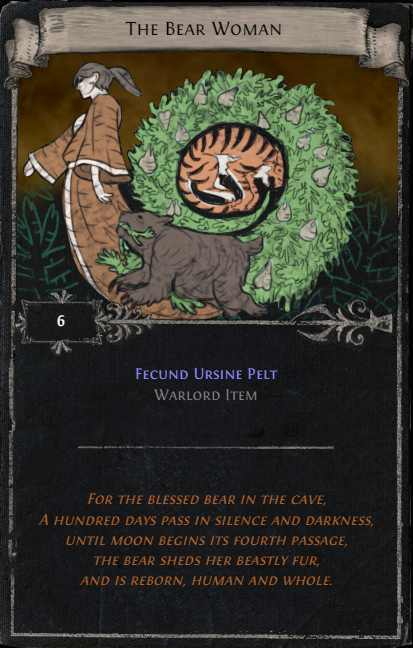 The Bear Woman
6
Fecund Ursine Pelt
Warlord Item
For the blessed bear in the cave,
A hundred days pass in silence and darkness,
until moon begins its fourth passage,
the bear sheds her beastly fur,
and is reborn, human and whole.